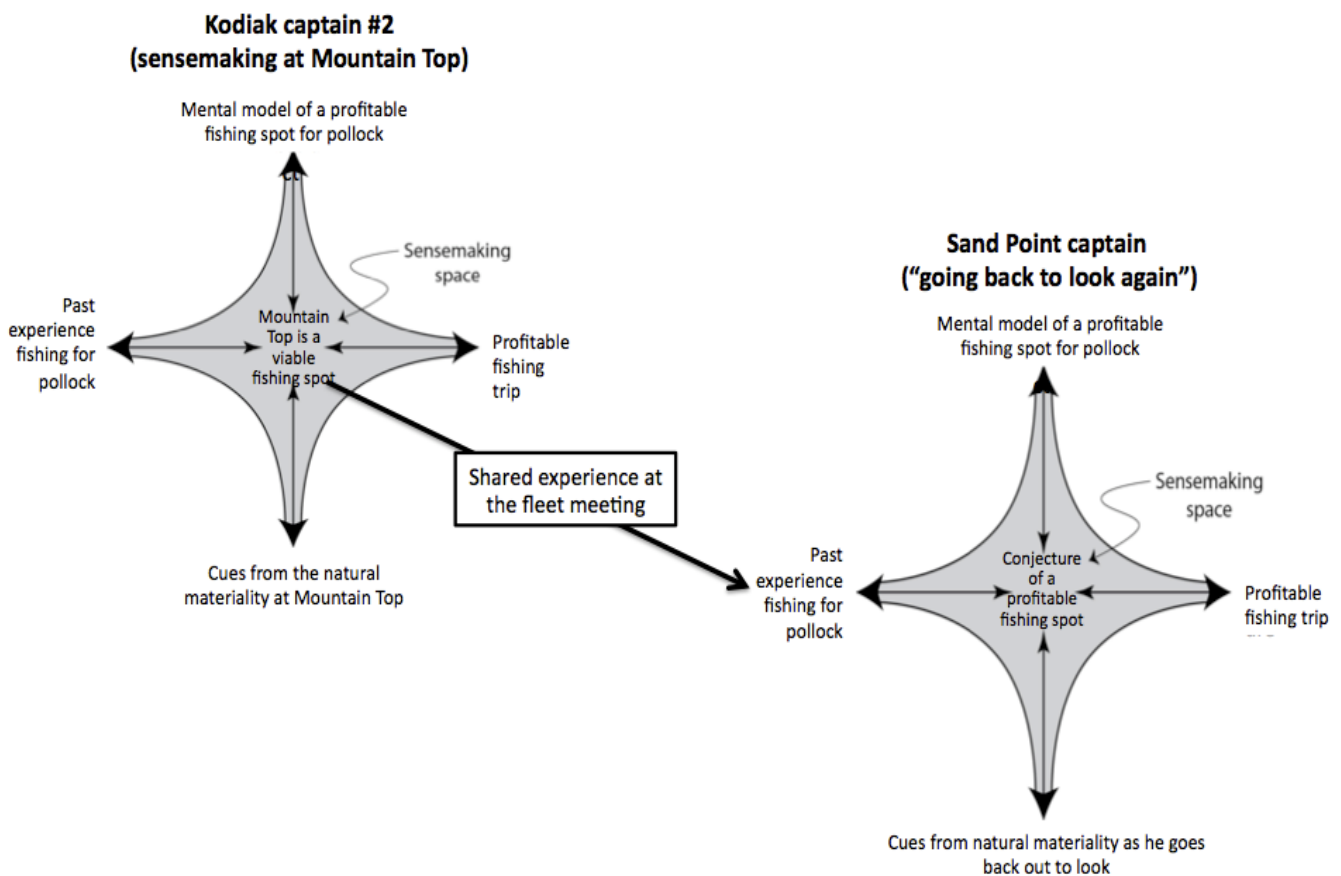 Kodiak captain #2
(sensemaking at Mountain Top)
Mental model of a profitable
fishing spot for pollock
Sensemaking
space
Past
experience
fishing for
pollock
Mountain
Top is a
viable
fishing spot
Profitable
fishing
trip
Cues from the natural
materiality at Mountain Top
Shared experience at
the fleet meeting
Sand Point captain
(“going back to look again”)
Mental model of a profitable
fishing spot for pollock
Sensemaking
space
Past
experience
fishing for
pollock
Conjecture
of a
profitable
fishing spot
Profitable
fishing trip
Cues from natural materiality as he goes
back out to look